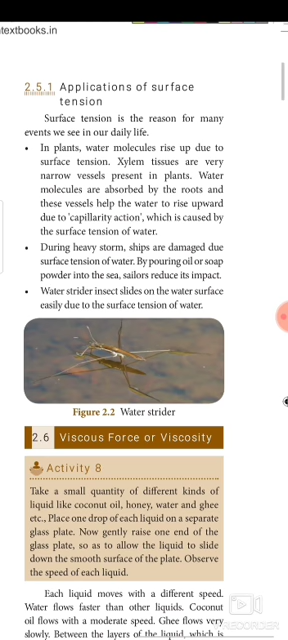 ntextbooks.in
2.5.1 Applications of surface
tension
Surface tension is the reason for many
events we see in our daily life.
• In plants, water molecules rise up due to
surface tension. Xylem tissues are very
narrow vessels present in plants. Water
molecules are absorbed by the roots and
these vessels help the water to rise upward
due to ‘capillarity action’, which is caused by
the surface tension of water.
• During heavy storm, ships are damaged due
surface tension of water. By pouring oil or soap
powder into the sea, sailors reduce its impact.
• Water strider insect slides on the water surface
easily due to the surface tension of water.
Figure 2.2 Water strider
2.6 Viscous Force or Viscosity
Activity 8
Take a small quantity of different kinds of
liquid like coconut oil, honey, water and ghee
etc., Place one drop of each liquid on a separate
glass plate. Now gently raise one end of the
glass plate, so as to allow the liquid to slide
down the smooth surface of the plate. Observe
the speed of each liquid.
Each liquid moves with a different speed.
Water flows faster than other liquids. Coconut
oil flows with a moderate speed. Ghee flows very
slowly. Between the layers of the liquid, which is
RECORDER